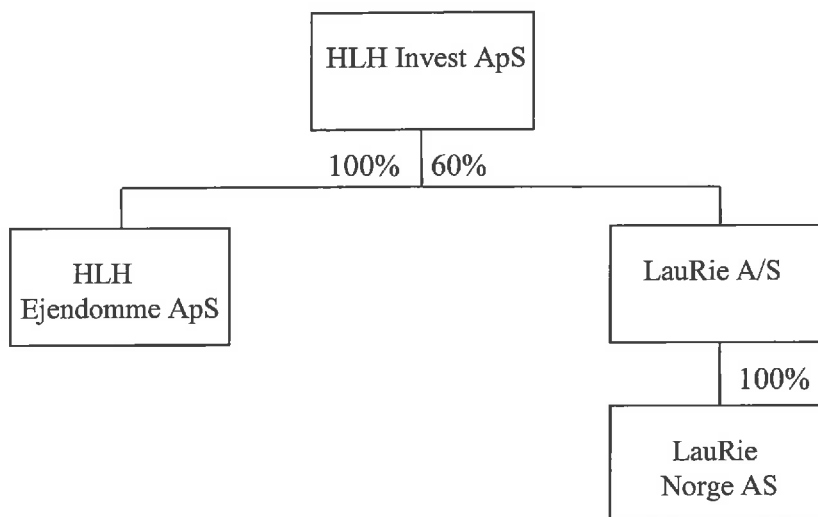 HLH Invest ApS
100%
60%
HLH
Ejendomme ApS
LauRie A/S
100%
LauRie
Norge AS